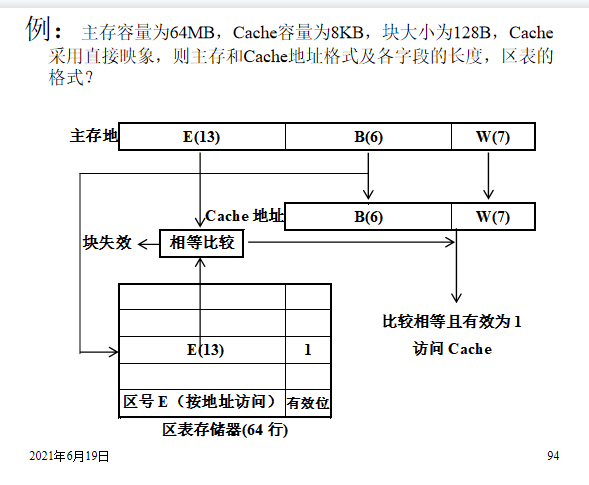 例： 主存容量为64MB，Cache容量为8KB，块大小为128B，Cache
采用直接映象，则主存和Cache地址格式及各字段的长度，区表的
格式？
主存地 E(13) B(6) W(7)
Cache 地址 B(6) W(7)
块失效 相等比较
比较相等且有效为 1
访问 Cache
E(13) 1
区号 E（按地址访问） 有效位
区表存储器(64 行)
2021年6月19日 94